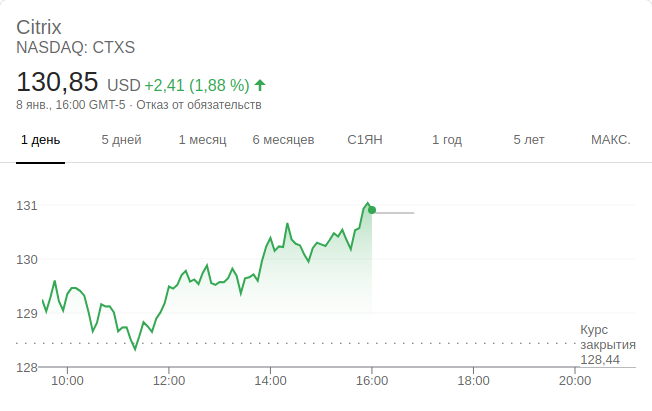 Citrix
NASDAQ: CTXS
130,85 USD +2,41 (1,88 %)
8 янв., 16:00 GMT-5 · Отказ от обязательств
1 день 5 дней 1 месяц 6 месяцев С1ЯН 1 год 5 лет МАКС.
131
130
129
128
Курс
закрытия
128,44
10:00 12:00 14:00 16:00 18:00 20:00